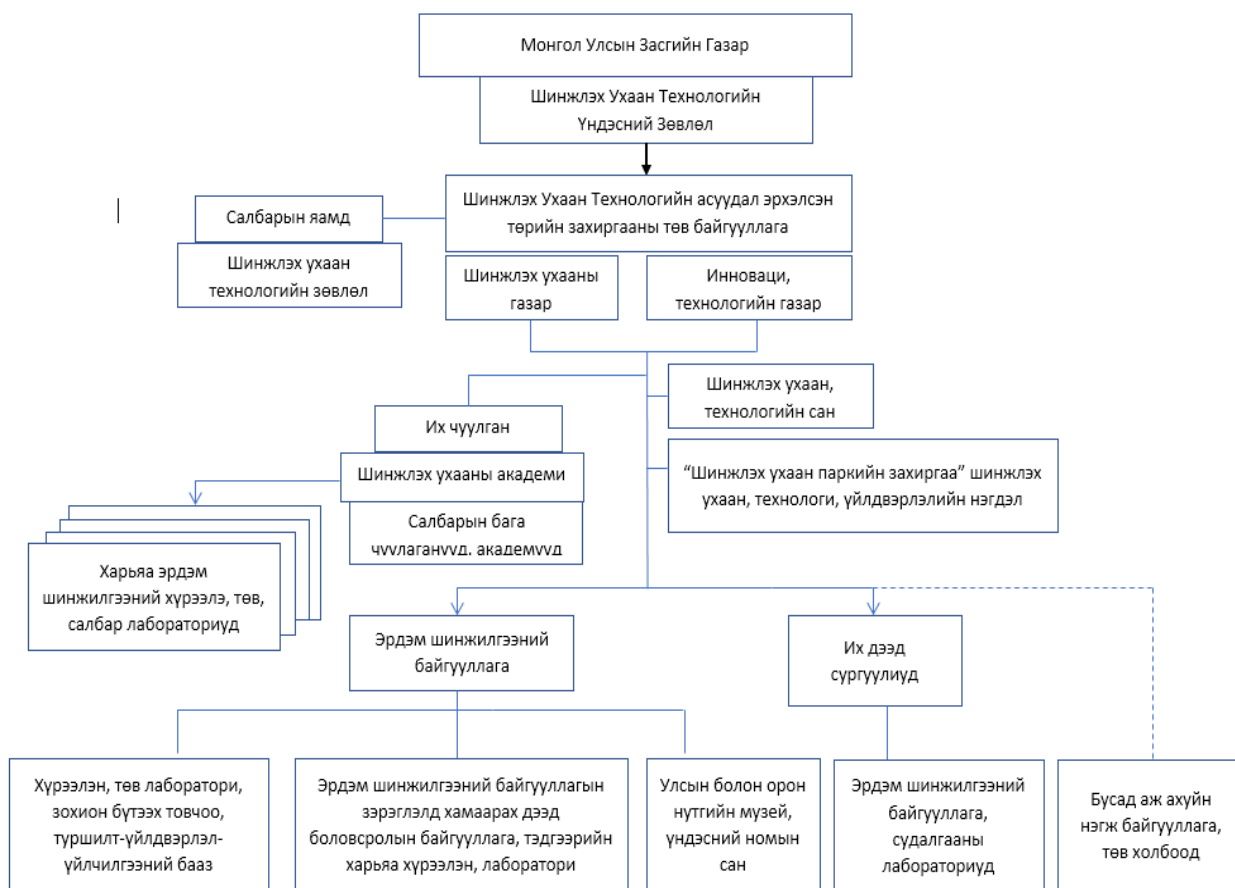 Монгол Улсын Засгийн Газар
Шинжлэх Ухаан Технологийн
Үндэсний Зөвлөл
Шинжлэх Ухаан Технологийн асуудал эрхэлсэн
төрийн захиргааны төв байгууллага
Салбарын яамд
Шинжлэх ухаан
технологийн зөвлөл
Шинжлэх ухааны
газар
Инноваци,
технологийн газар
Шинжлэх ухаан,
технологийн сан
Их чуулган
Шинжлэх ухааны академи
“Шинжлэх ухаан паркийн захиргаа” шинжлэх
ухаан, технологи, үйлдвэрлэлийн нэгдэл
Салбарын бага
чуулаганууд, академууд
Харьяа эрдэм
шинжилгээний хүрээлэ, төв,
салбар лабораториуд
Эрдэм шинжилгээний
байгууллага
Их дээд
сургуулиуд
Хүрээлэн, төв лаборатори,
зохион бүтээх товчоо,
туршилт-үйлдвэрлэл-
үйлчилгээний бааз
Эрдэм шинжилгээний байгууллагын
зэрэглэлд хамаарах дээд
боловсролын байгууллага, тэдгээрийн
харьяа хүрээлэн, лаборатори
Улсын болон орон
нутгийн музей,
үндэсний номын
сан
Эрдэм шинжилгээний
байгууллага,
судалгааны
лабораториуд
Бусад аж ахуйн
нэгж байгууллага,
төв холбоод